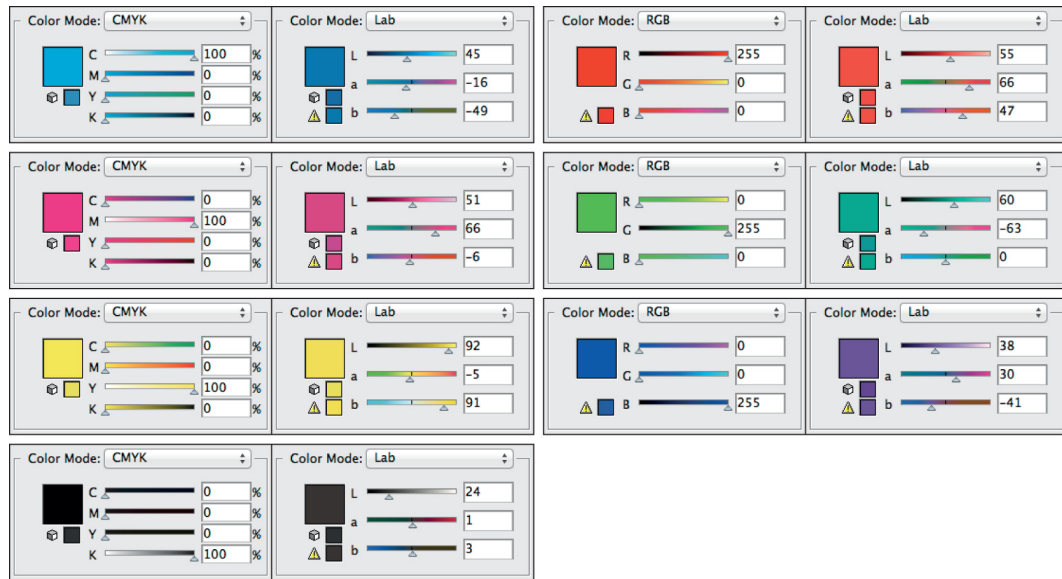 Color Mode: CMYK
C 100 %
M 0 %
Y 0 %
K 0 %
Color Mode: Lab
L 45
a -16
b -49
Color Mode: RGB
R 255
G 0
B 0
Color Mode: Lab
L 55
a 66
b 47
Color Mode: CMYK
C 0 %
M 100 %
Y 0 %
K 0 %
Color Mode: Lab
L 51
a 66
b -6
Color Mode: RGB
R 0
G 255
B 0
Color Mode: Lab
L 60
a -63
b 0
Color Mode: CMYK
C 0 %
M 0 %
Y 100 %
K 0 %
Color Mode: Lab
L 92
a -5
b 91
Color Mode: RGB
R 0
G 0
B 255
Color Mode: Lab
L 38
a 30
b -41
Color Mode: CMYK
C 0 %
M 0 %
Y 0 %
K 100 %
Color Mode: Lab
L 24
a 1
b 3